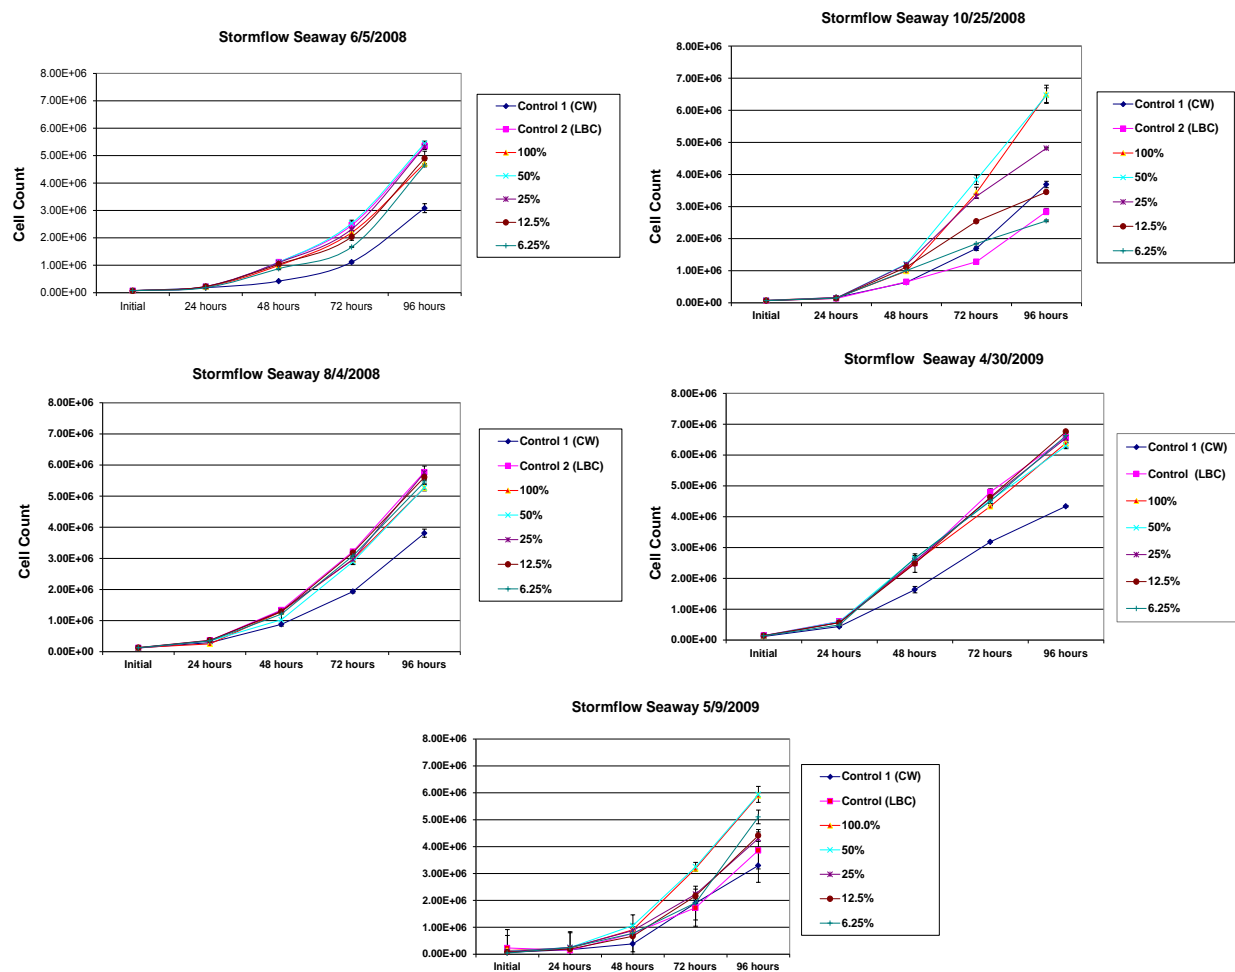 Stormflow Seaway 6/5/2008
8.00E+06
7.00E+06
6.00E+06
5.00E+06
4.00E+06
3.00E+06
2.00E+06
1.00E+06
0.00E+00
Cell Count
Initial 24 hours 48 hours 72 hours 96 hours
Control 1 (CW)
Control 2 (LBC)
100%
50%
25%
12.5%
6.25%
Stormflow Seaway 10/25/2008
8.00E+06
7.00E+06
6.00E+06
5.00E+06
4.00E+06
3.00E+06
2.00E+06
1.00E+06
0.00E+00
Cell Count
Initial 24 hours 48 hours 72 hours 96 hours
Control 1 (CW)
Control 2 (LBC)
100%
50%
25%
12.5%
6.25%
Stormflow Seaway 8/4/2008
8.00E+06
7.00E+06
6.00E+06
5.00E+06
4.00E+06
3.00E+06
2.00E+06
1.00E+06
0.00E+00
Cell Count
Initial 24 hours 48 hours 72 hours 96 hours
Control 1 (CW)
Control 2 (LBC)
100%
50%
25%
12.5%
6.25%
Stormflow Seaway 4/30/2009
8.00E+06
7.00E+06
6.00E+06
5.00E+06
4.00E+06
3.00E+06
2.00E+06
1.00E+06
0.00E+00
Cell Count
Initial 24 hours 48 hours 72 hours 96 hours
Control 1 (CW)
Control (LBC)
100%
50%
25%
12.5%
6.25%
Stormflow Seaway 5/9/2009
8.00E+06
7.00E+06
6.00E+06
5.00E+06
4.00E+06
3.00E+06
2.00E+06
1.00E+06
0.00E+00
Initial 24 hours 48 hours 72 hours 96 hours
Control 1 (CW)
Control (LBC)
100.0%
50%
25%
12.5%
6.25%